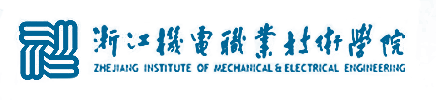 浙江機電職業技術學院
ZHEJIANG INSTITUTE OF MECHANICAL & ELECTRICAL ENGINEERING